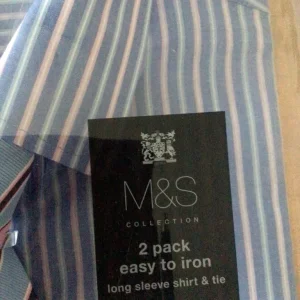 M&S
COLLECTION
2 pack
easy to iron
long sleeve shirt & tie